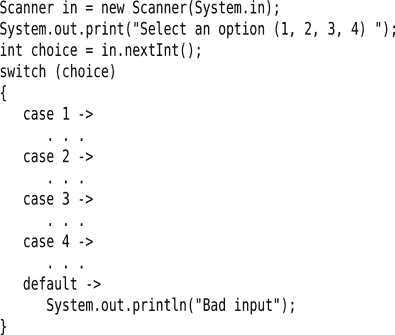 Scanner in = new Scanner(System.in);
System.out.print("Select an option (1, 2, 3, 4) ");
int choice = in.nextInt();
switch (choice)
{
   case 1 ->
      . . .
   case 2 ->
      . . .
   case 3 ->
      . . .
   case 4 ->
      . . .
   default ->
      System.out.println("Bad input");
}